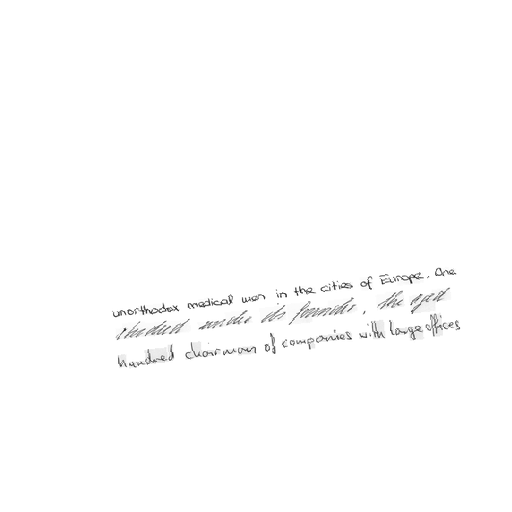 unorthodox medical men in the cities of Europe. One
studied under its founder, the aged
hundred chairman of companies with large offices